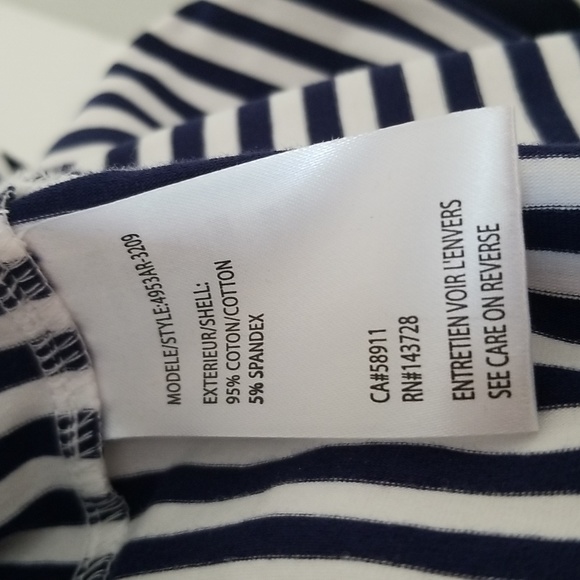 MODELE/STYLE:4953AR-3209
EXTERIEUR/SHELL:
95% COTON/COTTON
5% SPANDEX
CA#58911
RN#143728
ENTRETIEN VOIR L'ENVERS
SEE CARE ON REVERSE